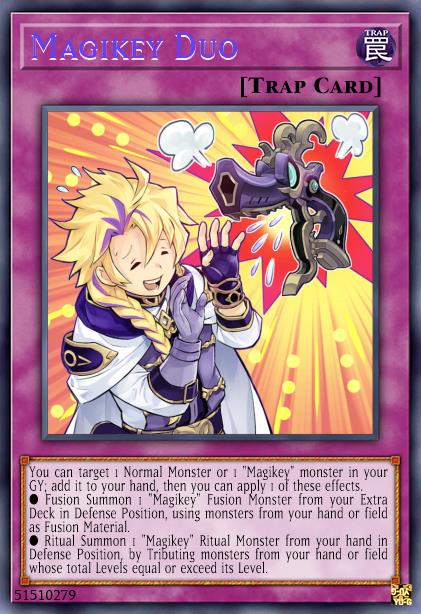 Magikey Duo
TRAP
罠
[Trap Card]
You can target 1 Normal Monster or 1 "Magikey" monster in your
GY; add it to your hand, then you can apply 1 of these effects.
● Fusion Summon 1 "Magikey" Fusion Monster from your Extra
Deck in Defense Position, using monsters from your hand or field
as Fusion Material.
● Ritual Summon 1 "Magikey" Ritual Monster from your hand in
Defense Position, by Tributing monsters from your hand or field
whose total Levels equal or exceed its Level.
51510279